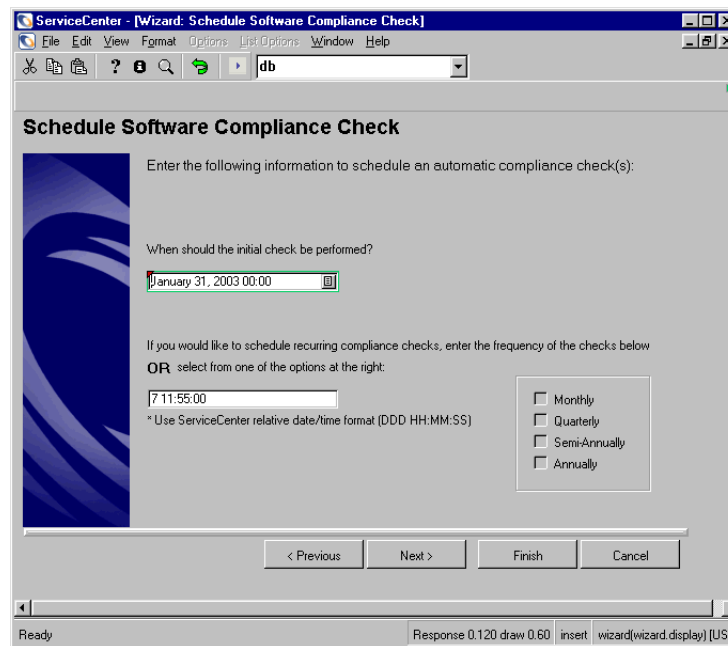 ServiceCenter - [Wizard: Schedule Software Compliance Check]
File Edit View Format Options List Options Window Help
db
Schedule Software Compliance Check
Enter the following information to schedule an automatic compliance check(s):
When should the initial check be performed?
January 31, 2003 00:00
If you would like to schedule recurring compliance checks, enter the frequency of the checks below
OR select from one of the options at the right:
7 11:55:00
* Use ServiceCenter relative date/time format (DDD HH:MM:SS)
Monthly
Quarterly
Semi-Annually
Annually
< Previous
Next >
Finish
Cancel
Ready
Response 0.120 draw 0.60
insert
wizard(wizard.display) [US